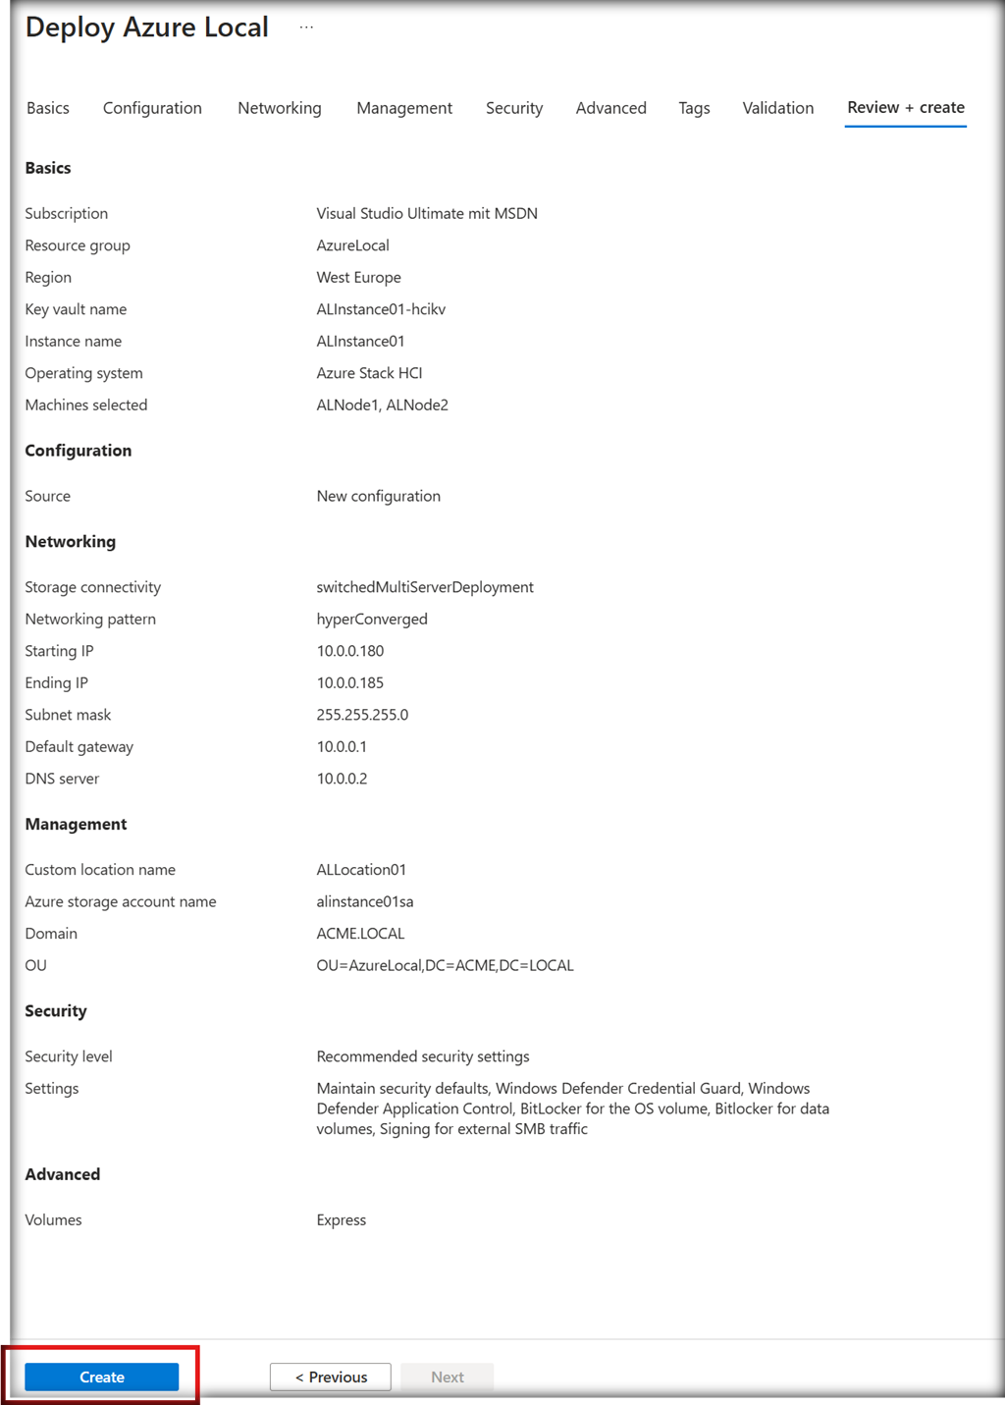 Deploy Azure Local ...
Basics Configuration Networking Management Security Advanced Tags Validation Review + create
Basics
Subscription Visual Studio Ultimate mit MSDN
Resource group AzureLocal
Region West Europe
Key vault name ALInstance01-hcikv
Instance name ALInstance01
Operating system Azure Stack HCI
Machines selected ALNode1, ALNode2
Configuration
Source New configuration
Networking
Storage connectivity switchedMultiServerDeployment
Networking pattern hyperConverged
Starting IP 10.0.0.180
Ending IP 10.0.0.185
Subnet mask 255.255.255.0
Default gateway 10.0.0.1
DNS server 10.0.0.2
Management
Custom location name ALLocation01
Azure storage account name alinstance01sa
Domain ACME.LOCAL
OU OU=AzureLocal,DC=ACME,DC=LOCAL
Security
Security level Recommended security settings
Settings Maintain security defaults, Windows Defender Credential Guard, Windows
Defender Application Control, BitLocker for the OS volume, Bitlocker for data
volumes, Signing for external SMB traffic
Advanced
Volumes Express
Create < Previous Next